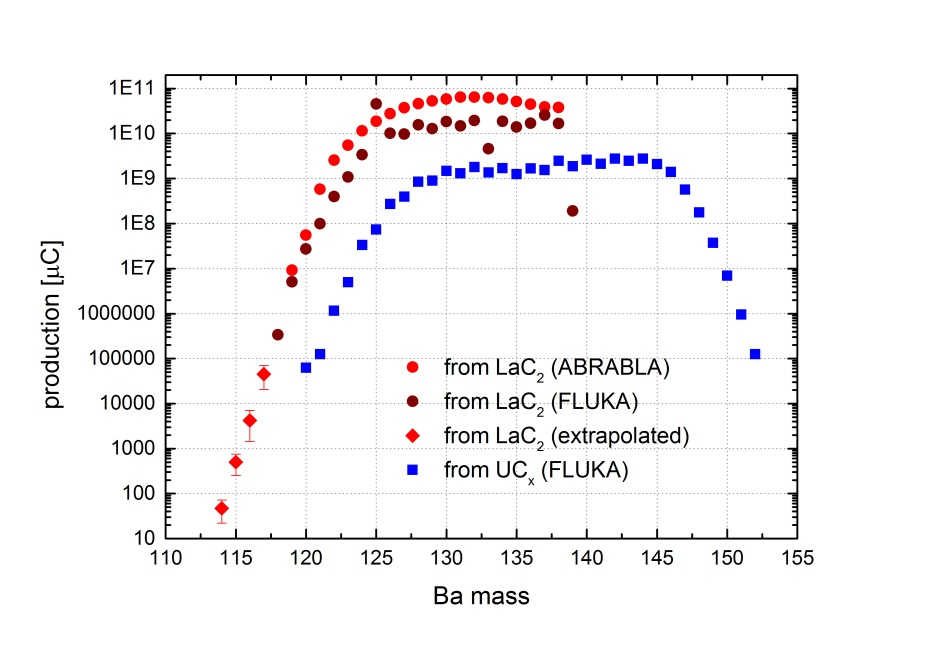 1E11
1E10
1E9
1E8
1E7
1000000
100000
10000
1000
100
10
production [μC]
from LaC2 (ABRABLA)
from LaC2 (FLUKA)
from LaC2 (extrapolated)
from UCx (FLUKA)
110 115 120 125 130 135 140 145 150 155
Ba mass